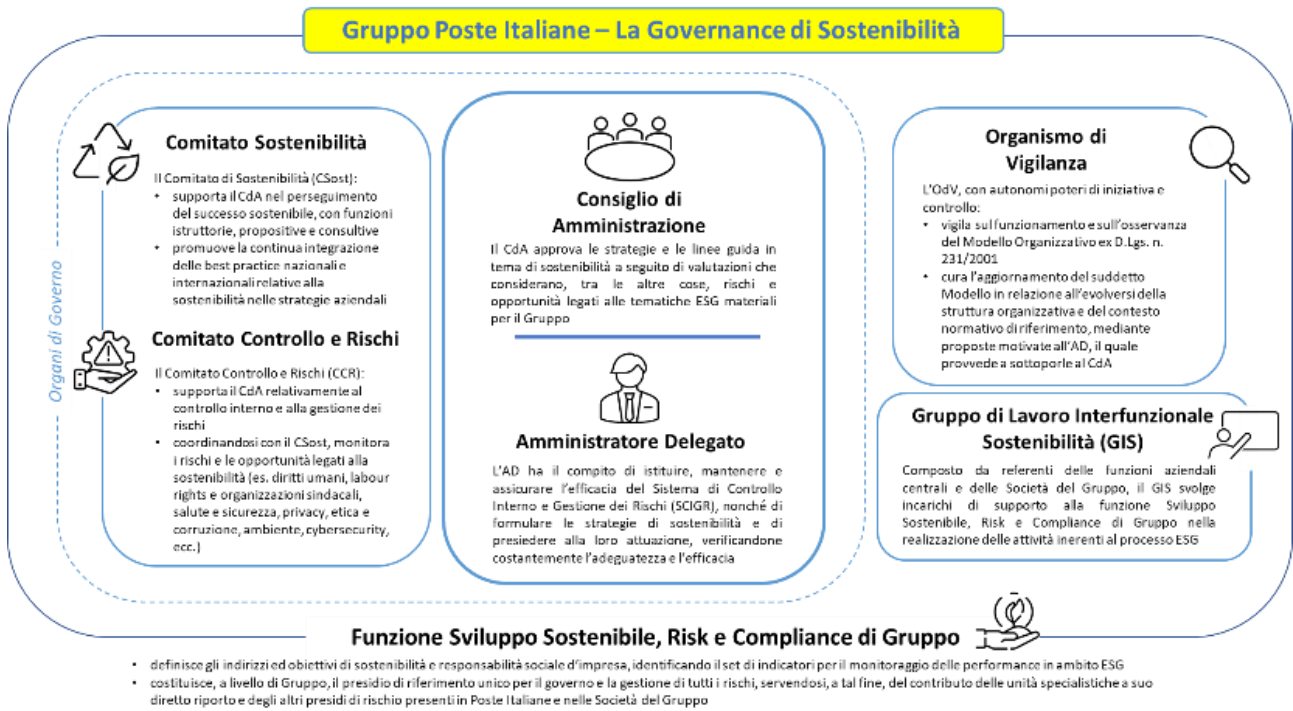 Gruppo Poste Italiane – La Governance di Sostenibilità
Organi di Governo
Comitato Sostenibilità
Il Comitato di Sostenibilità (CSost):
• supporta il CdA nel perseguimento
del successo sostenibile, con funzioni
istruttorie, propositive e consultive
• promuove la continua integrazione
delle best practice nazionali e
internazionali relative alla
sostenibilità nelle strategie aziendali
Comitato Controllo e Rischi
Il Comitato Controllo e Rischi (CCR):
• supporta il CdA relativamente al
controllo interno e alla gestione dei
rischi
• coordinandosi con il CSost, monitora
i rischi e le opportunità legati alla
sostenibilità (es. diritti umani, labour
rights e organizzazioni sindacali,
salute e sicurezza, privacy, etica e
corruzione, ambiente, cybersecurity,
ecc.)
Consiglio di
Amministrazione
Il CdA approva le strategie e le linee guida in
tema di sostenibilità a seguito di valutazioni che
considerano, tra le altre cose, rischi e
opportunità legati alle tematiche ESG materiali
per il Gruppo
Amministratore Delegato
L'AD ha il compito di istituire, mantenere e
assicurare l'efficacia del Sistema di Controllo
Interno e Gestione dei Rischi (SCIGR), nonché di
formulare le strategie di sostenibilità e di
presiedere alla loro attuazione, verificandone
costantemente l'adeguatezza e l'efficacia
Organismo di
Vigilanza
L'OdV, con autonomi poteri di iniziativa e
controllo:
• vigila sul funzionamento e sull'osservanza
del Modello Organizzativo ex D.Lgs. n.
231/2001
• cura l'aggiornamento del suddetto
Modello in relazione all'evolversi della
struttura organizzativa e del contesto
normativo di riferimento, mediante
proposte motivate all'AD, il quale
provvede a sottoporle al CdA
Gruppo di Lavoro Interfunzionale
Sostenibilità (GIS)
Composto da referenti delle funzioni aziendali
centrali e delle Società del Gruppo, il GIS svolge
incarichi di supporto alla funzione Sviluppo
Sostenibile, Risk e Compliance di Gruppo nella
realizzazione delle attività inerenti al processo ESG
Funzione Sviluppo Sostenibile, Risk e Compliance di Gruppo
• definisce gli indirizzi ed obiettivi di sostenibilità e responsabilità sociale d'impresa, identificando il set di indicatori per il monitoraggio delle performance in ambito ESG
• costituisce, a livello di Gruppo, il presidio di riferimento unico per il governo e la gestione di tutti i rischi, servendosi, a tal fine, del contributo delle unità specialistiche a suo
diretto riporto e degli altri presidi di rischio presenti in Poste Italiane e nelle Società del Gruppo